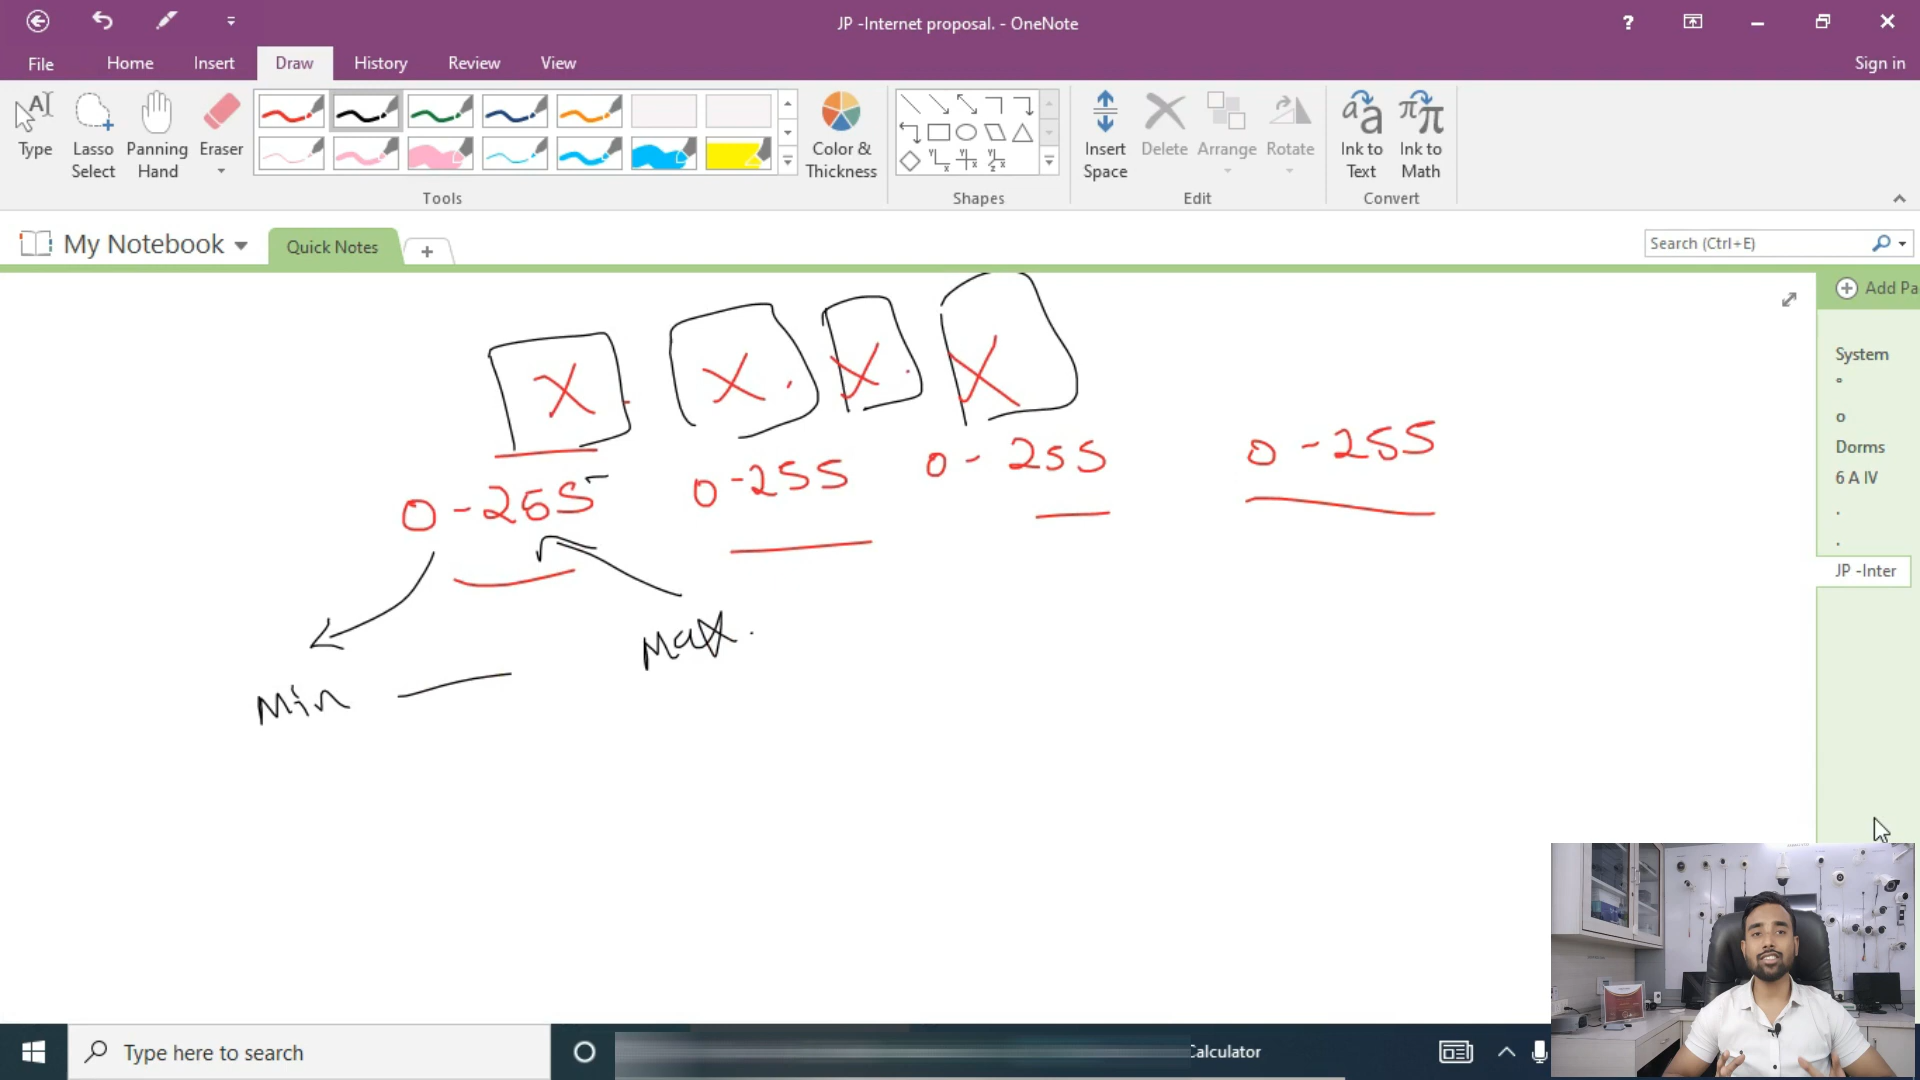 JP -Internet proposal. - OneNote
?
File
Home
Insert
Draw
History
Review
View
Sign in
Type
Lasso Select
Panning Hand
Eraser
Color & Thickness
Insert Space
Delete
Arrange
Rotate
Ink to Text
Ink to Math
Tools
Shapes
Edit
Convert
My Notebook
Quick Notes
Search (Ctrl+E)
Add Pa
System
o
Dorms
6 A IV
.
.
JP -Inter
X. X. X. X
0-255 0-255 0-255 0-255
Min Max.
Type here to search
Calculator